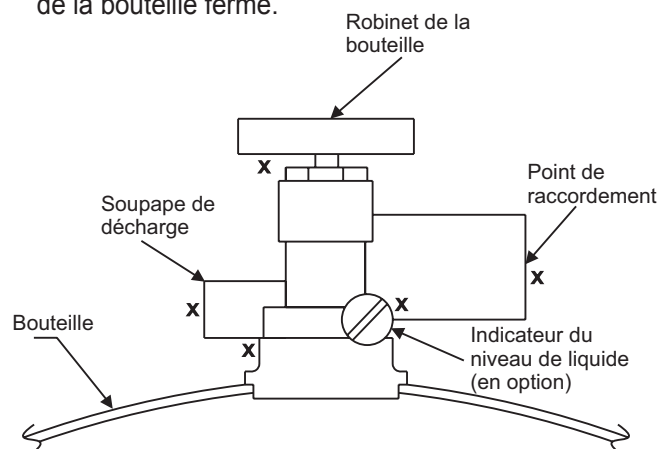 de la bouteille fermé.
Robinet de la
bouteille
Point de
raccordement
Soupape de
décharge
x
x
x
x
x
Bouteille
Indicateur du
niveau de liquide
(en option)